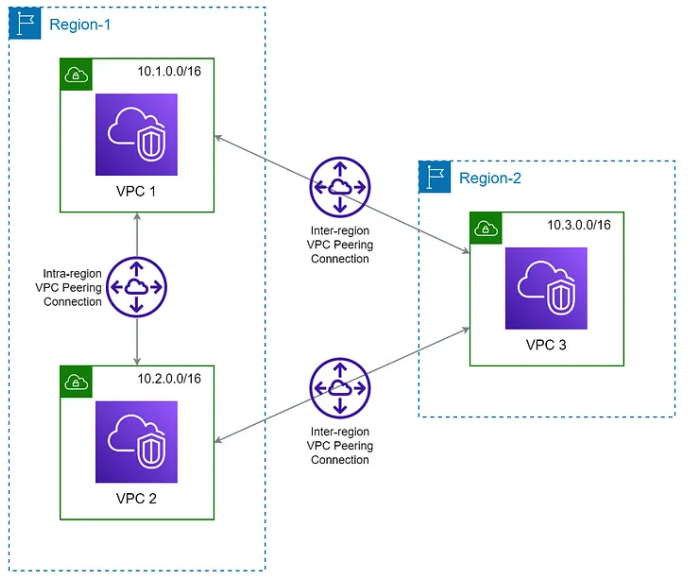 Region-1
10.1.0.0/16
VPC 1
Inter-region
VPC Peering
Connection
Region-2
10.3.0.0/16
VPC 3
Intra-region
VPC Peering
Connection
10.2.0.0/16
VPC 2
Inter-region
VPC Peering
Connection